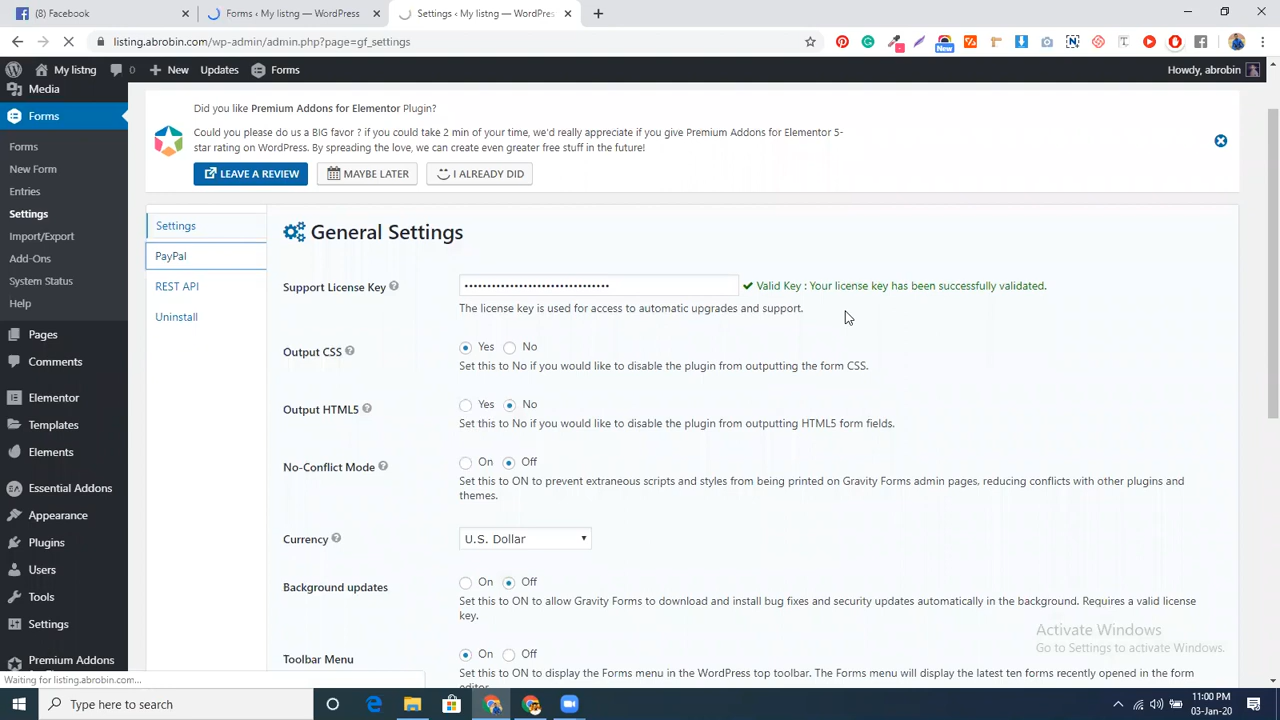 (8) Facebook
Forms ‹ My listng — WordPress
Settings ‹ My listng — WordPres
listing.abrobin.com/wp-admin/admin.php?page=gf_settings
New
My listng
0
New
Updates
Forms
Howdy, abrobin
Media
Forms
Forms
New Form
Entries
Settings
Import/Export
Add-Ons
System Status
Help
Pages
Comments
Elementor
Templates
Elements
Essential Addons
Appearance
Plugins
Users
Tools
Settings
Premium Addons
Did you like Premium Addons for Elementor Plugin?
Could you please do us a BIG favor ? if you could take 2 min of your time, we'd really appreciate if you give Premium Addons for Elementor 5-
star rating on WordPress. By spreading the love, we can create even greater free stuff in the future!
LEAVE A REVIEW
MAYBE LATER
I ALREADY DID
Settings
PayPal
REST API
Uninstall
General Settings
Support License Key
Valid Key : Your license key has been successfully validated.
The license key is used for access to automatic upgrades and support.
Output CSS
Yes No
Set this to No if you would like to disable the plugin from outputting the form CSS.
Output HTML5
Yes No
Set this to No if you would like to disable the plugin from outputting HTML5 form fields.
No-Conflict Mode
On Off
Set this to ON to prevent extraneous scripts and styles from being printed on Gravity Forms admin pages, reducing conflicts with other plugins and
themes.
Currency
U.S. Dollar
Background updates
On Off
Set this to ON to allow Gravity Forms to download and install bug fixes and security updates automatically in the background. Requires a valid license
key.
Toolbar Menu
On Off
Set this to ON to display the Forms menu in the WordPress top toolbar. The Forms menu will display the latest ten forms recently opened in the form
editor.
Activate Windows
Go to Settings to activate Windows.
Waiting for listing.abrobin.com...
Type here to search
11:00 PM
03-Jan-20